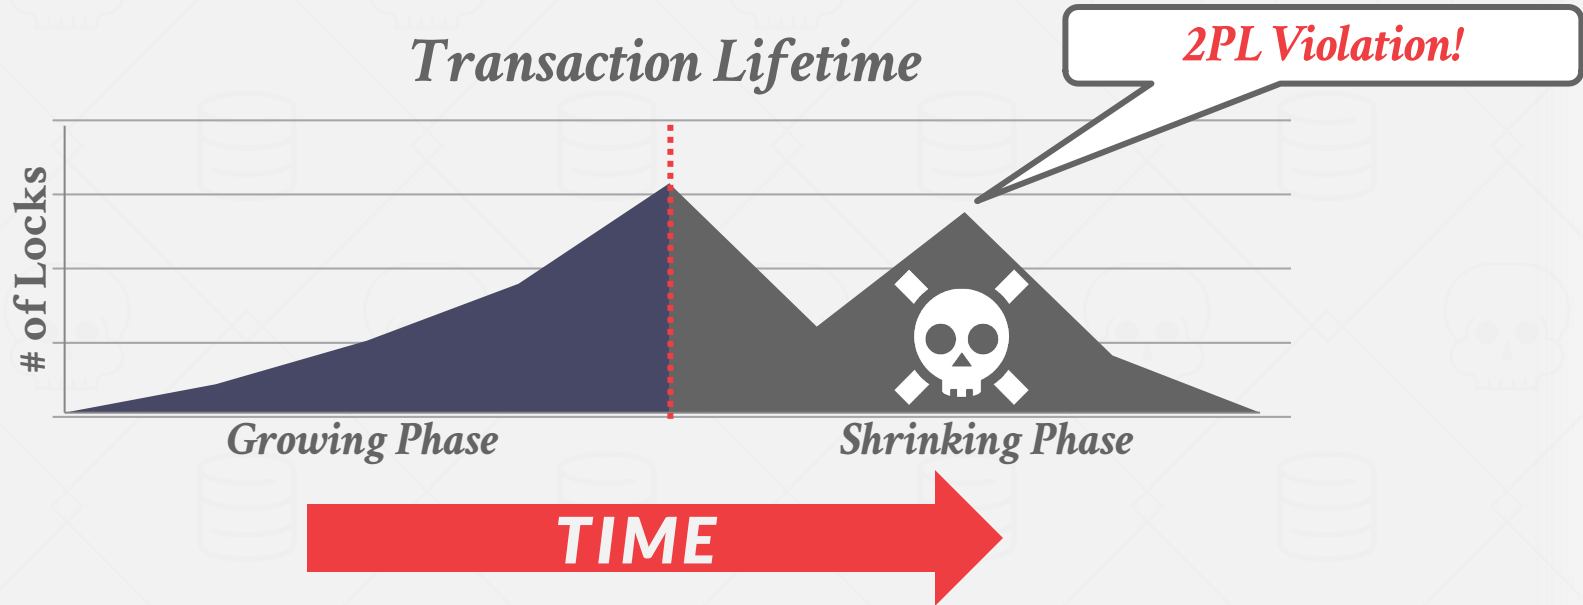 2PL Violation!
Transaction Lifetime
# of Locks
Growing Phase
Shrinking Phase
TIME